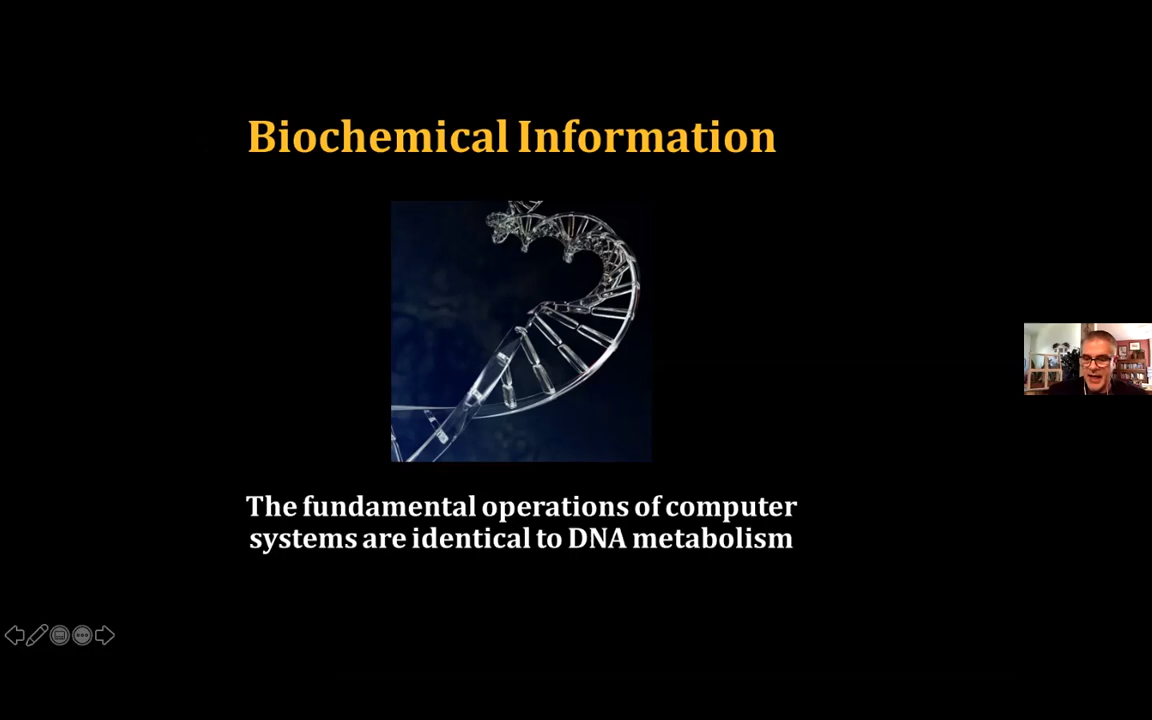 Biochemical Information
The fundamental operations of computer
systems are identical to DNA metabolism